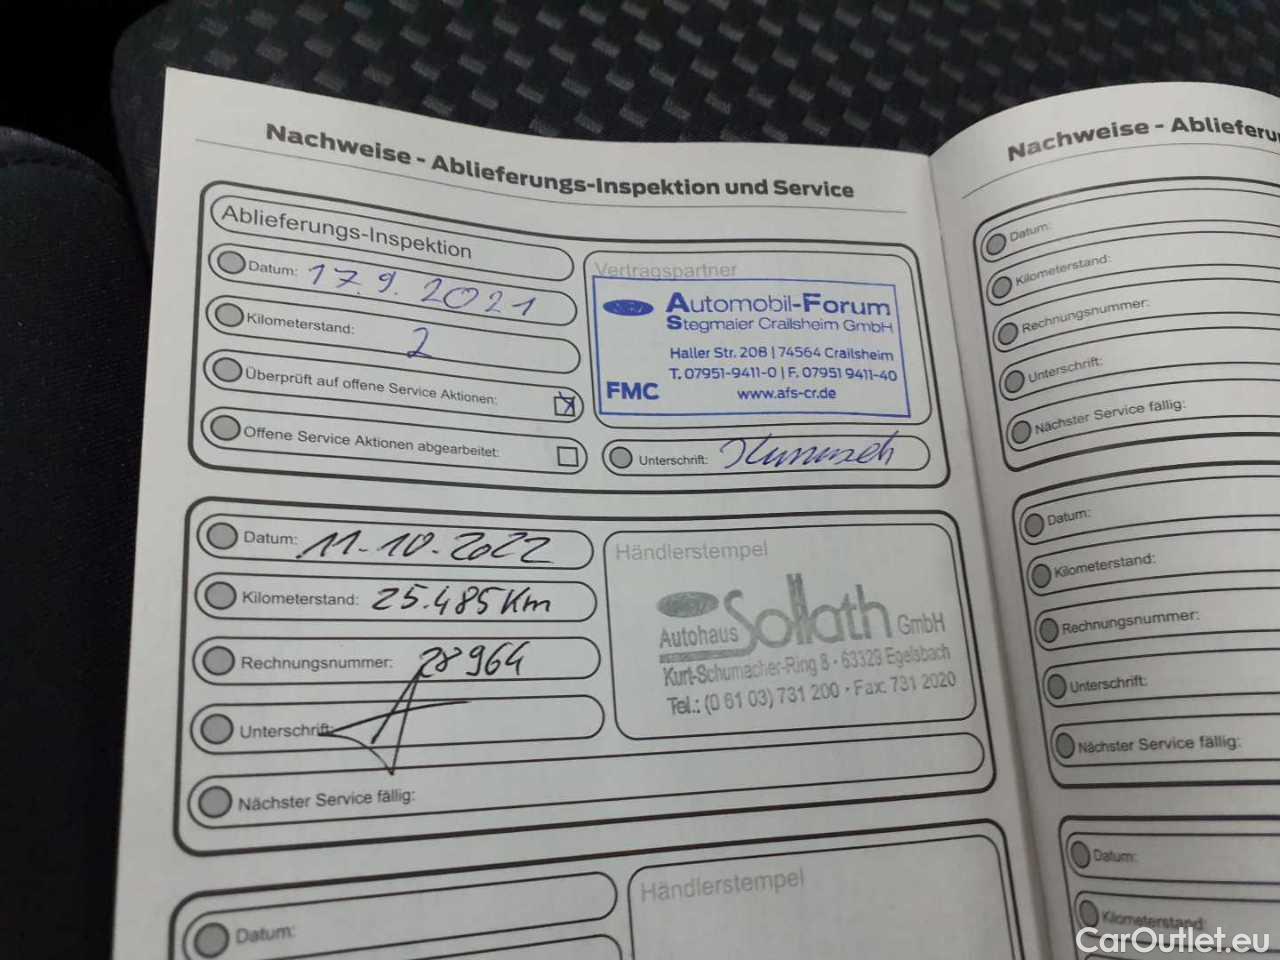 Nachweise - Ablieferungs-Inspektion und Service
Ablieferungs-Inspektion
Datum: 17.9.2021
Kilometerstand: 2
Überprüft auf offene Service Aktionen:
Offene Service Aktionen abgearbeitet:
Vertragspartner
Automobil-Forum
Stegmaier Crailsheim GmbH
Haller Str. 208 | 74564 Crailsheim
T. 07951-9411-0 | F. 07951 9411-40
FMC www.afs-cr.de
Unterschrift:
Datum: 11.10.2022
Kilometerstand: 25.485 Km
Rechnungsnummer: 28964
Unterschrift:
Nächster Service fällig:
Händlerstempel
Autohaus Sollath GmbH
Kurt-Schumacher-Ring 8 - 63329 Egelsbach
Tel.: (0 61 03) 731 200 - Fax: 731 2020
Datum:
Händlerstempel
Nachweise - Ablieferu
Datum:
Kilometerstand:
Rechnungsnummer:
Unterschrift:
Nächster Service fällig:
Datum:
Kilometerstand:
Rechnungsnummer:
Unterschrift:
Nächster Service fällig:
Datum:
Kilometerstand:
CarOutlet.eu